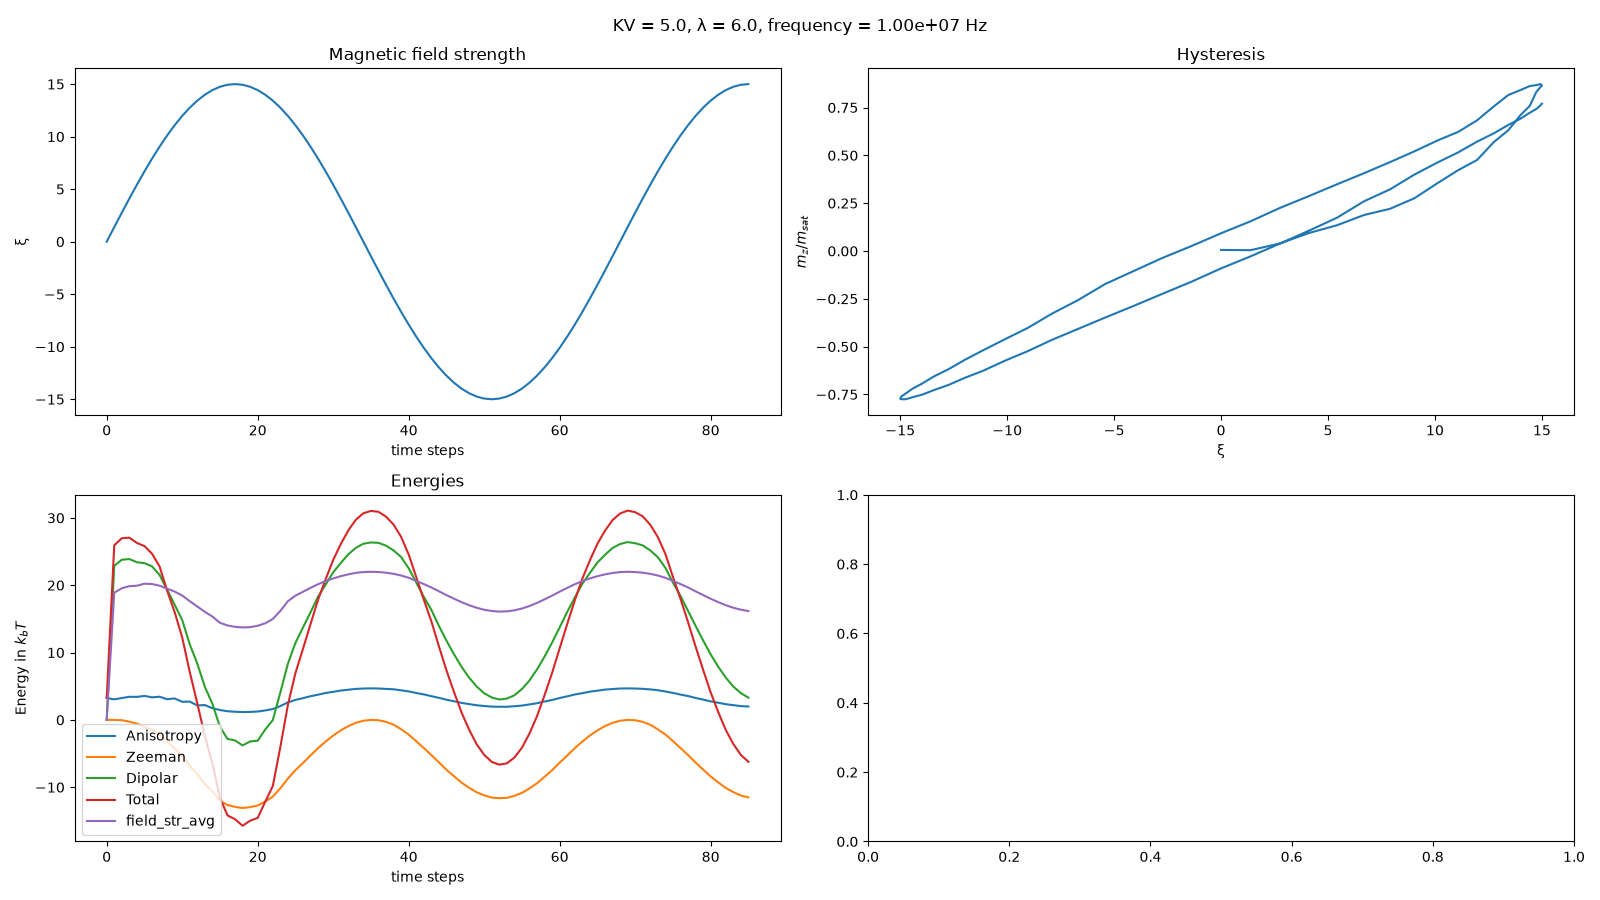 KV = 5.0, λ = 6.0, frequency = 1.00e+07 Hz
Magnetic field strength
15
10
5
0
−5
−10
−15
ξ
0 20 40 60 80
time steps
Hysteresis
0.75
0.50
0.25
0.00
−0.25
−0.50
−0.75
m_z/m_sat
−15 −10 −5 0 5 10 15
ξ
Energies
30
20
10
0
−10
Energy in k_bT
Anisotropy
Zeeman
Dipolar
Total
field_str_avg
0 20 40 60 80
time steps
1.0
0.8
0.6
0.4
0.2
0.0
0.0 0.2 0.4 0.6 0.8 1.0